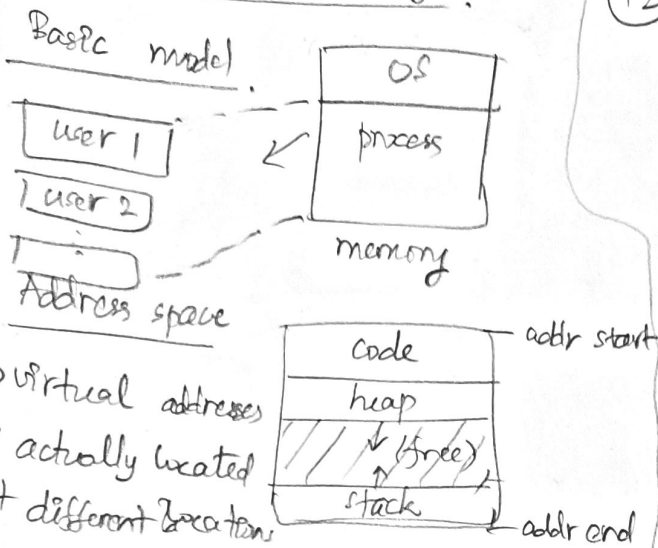 Basic model.
OS
user 1
process
user 2
memory
Address space
code
addr start
virtual addresses
heap
actually located
(free)
different locations
stack
addr end